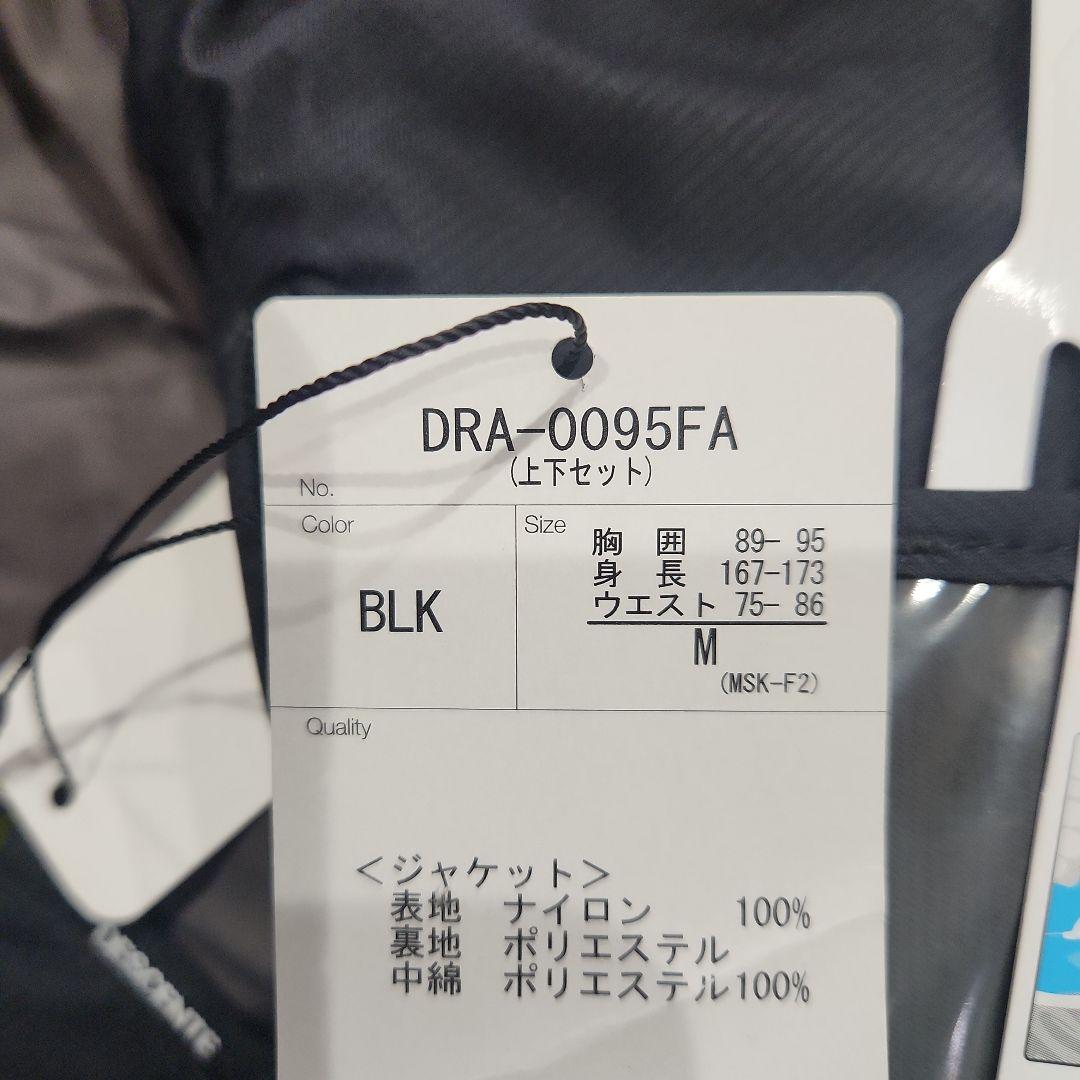 DRA-0095FA
(上下セット)
No.
Color
BLK
Size
胸 囲 89- 95
身 長 167-173
ウエスト 75- 86
M
(MSK-F2)
Quality
<ジャケット>
表地 ナイロン 100%
裏地 ポリエステル
中綿 ポリエステル100%
DESCENTE